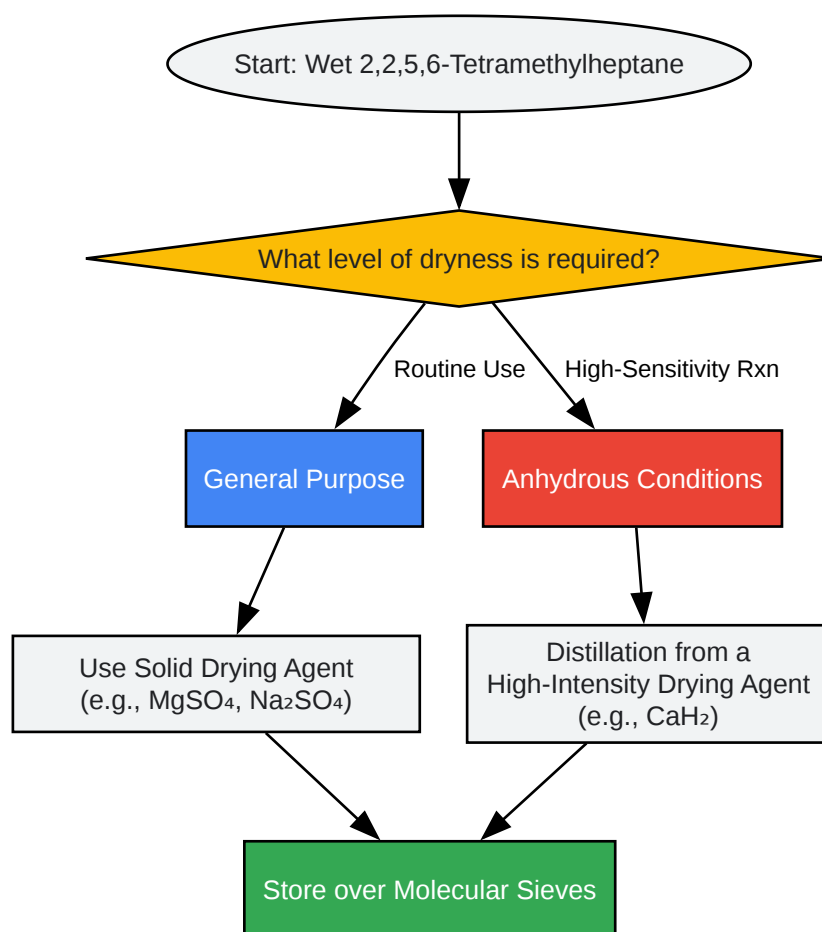 Start: Wet 2,2,5,6-Tetramethylheptane
What level of dryness is required?
Routine Use
High-Sensitivity Rxn
General Purpose
Anhydrous Conditions
Use Solid Drying Agent
(e.g., MgSO₄, Na₂SO₄)
Distillation from a
High-Intensity Drying Agent
(e.g., CaH₂)
Store over Molecular Sieves